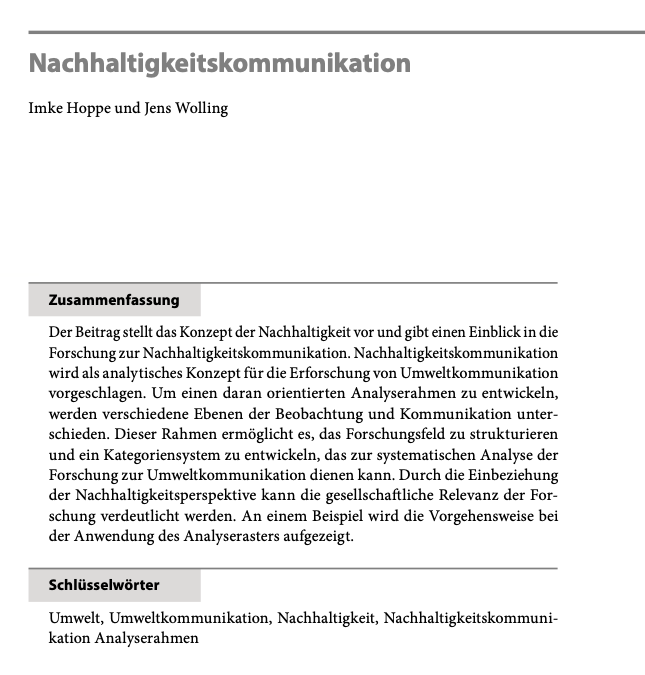 Nachhaltigkeitskommunikation
Imke Hoppe und Jens Wolling
Zusammenfassung
Der Beitrag stellt das Konzept der Nachhaltigkeit vor und gibt einen Einblick in die
Forschung zur Nachhaltigkeitskommunikation. Nachhaltigkeitskommunikation
wird als analytisches Konzept für die Erforschung von Umweltkommunikation
vorgeschlagen. Um einen daran orientierten Analyserahmen zu entwickeln,
werden verschiedene Ebenen der Beobachtung und Kommunikation unter-
schieden. Dieser Rahmen ermöglicht es, das Forschungsfeld zu strukturieren
und ein Kategoriensystem zu entwickeln, das zur systematischen Analyse der
Forschung zur Umweltkommunikation dienen kann. Durch die Einbeziehung
der Nachhaltigkeitsperspektive kann die gesellschaftliche Relevanz der For-
schung verdeutlicht werden. An einem Beispiel wird die Vorgehensweise bei
der Anwendung des Analyserasters aufgezeigt.
Schlüsselwörter
Umwelt, Umweltkommunikation, Nachhaltigkeit, Nachhaltigkeitskommuni-
kation Analyserahmen